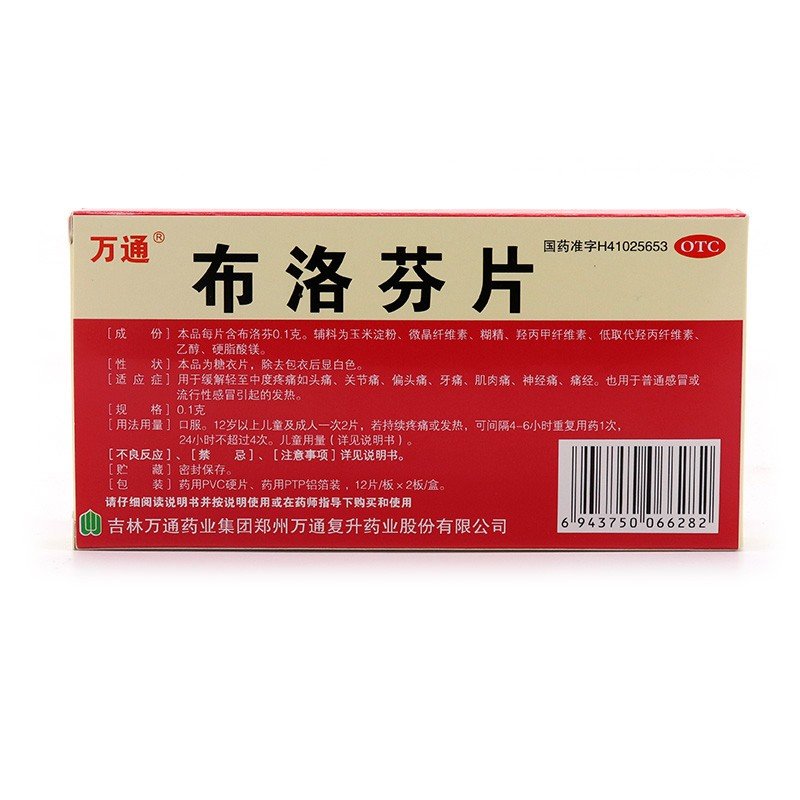 万通®
国药准字H41025653 OTC
布洛芬片
[成 份] 本品每片含布洛芬0.1克。辅料为玉米淀粉、微晶纤维素、糊精、羟丙甲纤维素、低取代羟丙纤维素、
乙醇、硬脂酸镁。
[性 状] 本品为糖衣片，除去包衣后显白色。
[适应症] 用于缓解轻至中度疼痛如头痛、关节痛、偏头痛、牙痛、肌肉痛、神经痛、痛经。也用于普通感冒或
流行性感冒引起的发热。
[规 格] 0.1克
[用法用量] 口服。12岁以上儿童及成人一次2片，若持续疼痛或发热，可间隔4-6小时重复用药1次，
24小时不超过4次。儿童用量（详见说明书）。
[不良反应]、[禁 忌]、[注意事项]详见说明书。
[贮 藏] 密封保存。
[包 装] 药用PVC硬片、药用PTP铝箔装，12片/板×2板/盒。
请仔细阅读说明书并按说明使用或在药师指导下购买和使用
吉林万通药业集团郑州万通复升药业股份有限公司
6 943750 066282